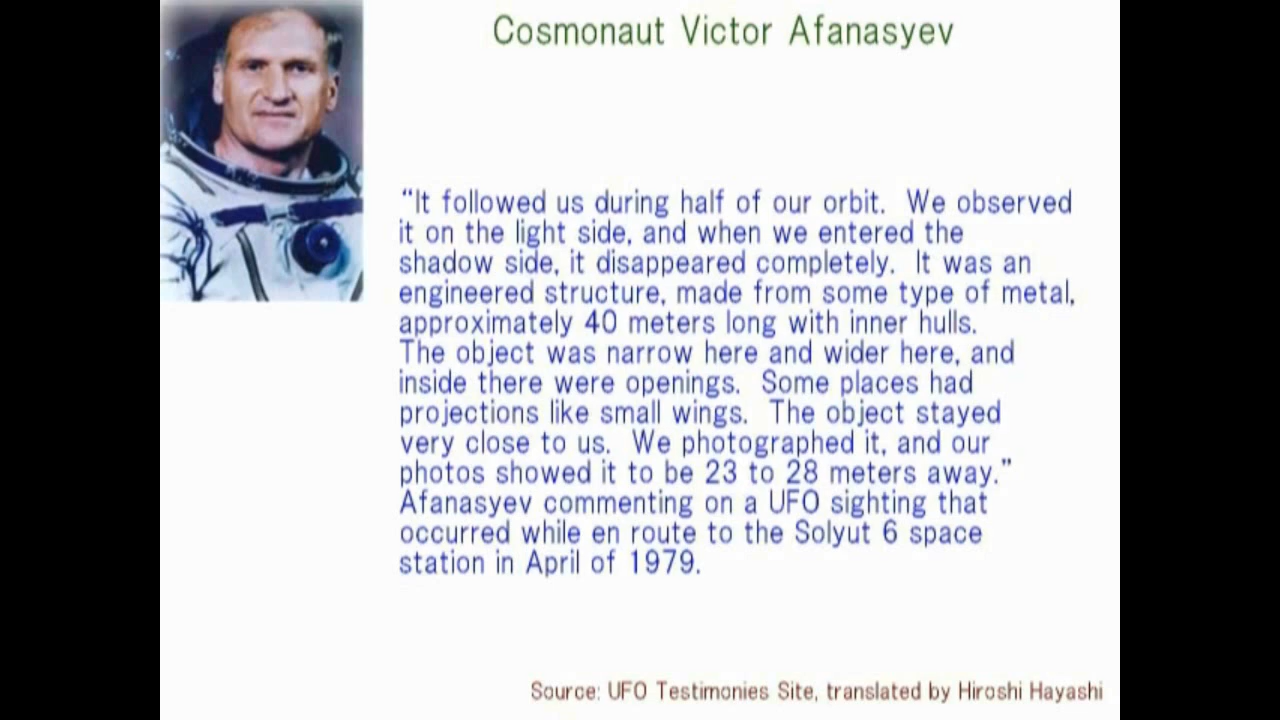 Cosmonaut Victor Afanasyev
“It followed us during half of our orbit. We observed
it on the light side, and when we entered the
shadow side, it disappeared completely. It was an
engineered structure, made from some type of metal,
approximately 40 meters long with inner hulls.
The object was narrow here and wider here, and
inside there were openings. Some places had
projections like small wings. The object stayed
very close to us. We photographed it, and our
photos showed it to be 23 to 28 meters away.”
Afanasyev commenting on a UFO sighting that
occurred while en route to the Solyut 6 space
station in April of 1979.
Source: UFO Testimonies Site, translated by Hiroshi Hayashi